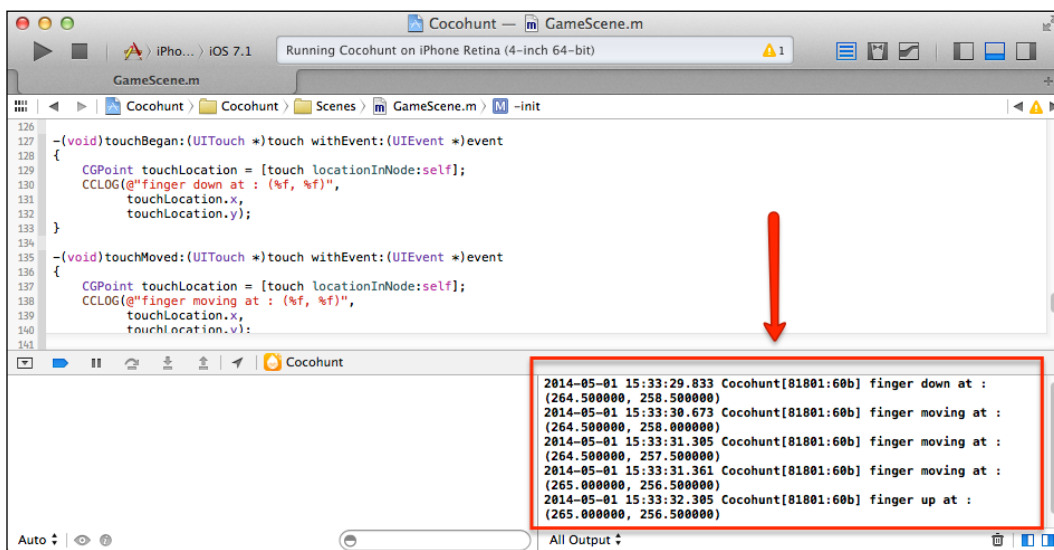 Cocohunt — m GameScene.m
iPho... iOS 7.1
Running Cocohunt on iPhone Retina (4-inch 64-bit)
1
GameScene.m
Cocohunt Cocohunt Scenes m GameScene.m M -init
126
127 -(void)touchBegan:(UITouch *)touch withEvent:(UIEvent *)event
128 {
129 CGPoint touchLocation = [touch locationInNode:self];
130 CCLOG(@"finger down at : (%f, %f)",
131 touchLocation.x,
132 touchLocation.y);
133 }
134
135 -(void)touchMoved:(UITouch *)touch withEvent:(UIEvent *)event
136 {
137 CGPoint touchLocation = [touch locationInNode:self];
138 CCLOG(@"finger moving at : (%f, %f)",
139 touchLocation.x,
140 touchLocation.y);
141
Cocohunt
2014-05-01 15:33:29.833 Cocohunt[81801:60b] finger down at :
(264.500000, 258.500000)
2014-05-01 15:33:30.673 Cocohunt[81801:60b] finger moving at :
(264.500000, 258.000000)
2014-05-01 15:33:31.305 Cocohunt[81801:60b] finger moving at :
(264.500000, 257.500000)
2014-05-01 15:33:31.361 Cocohunt[81801:60b] finger moving at :
(265.000000, 256.500000)
2014-05-01 15:33:32.305 Cocohunt[81801:60b] finger up at :
(265.000000, 256.500000)
Auto
All Output